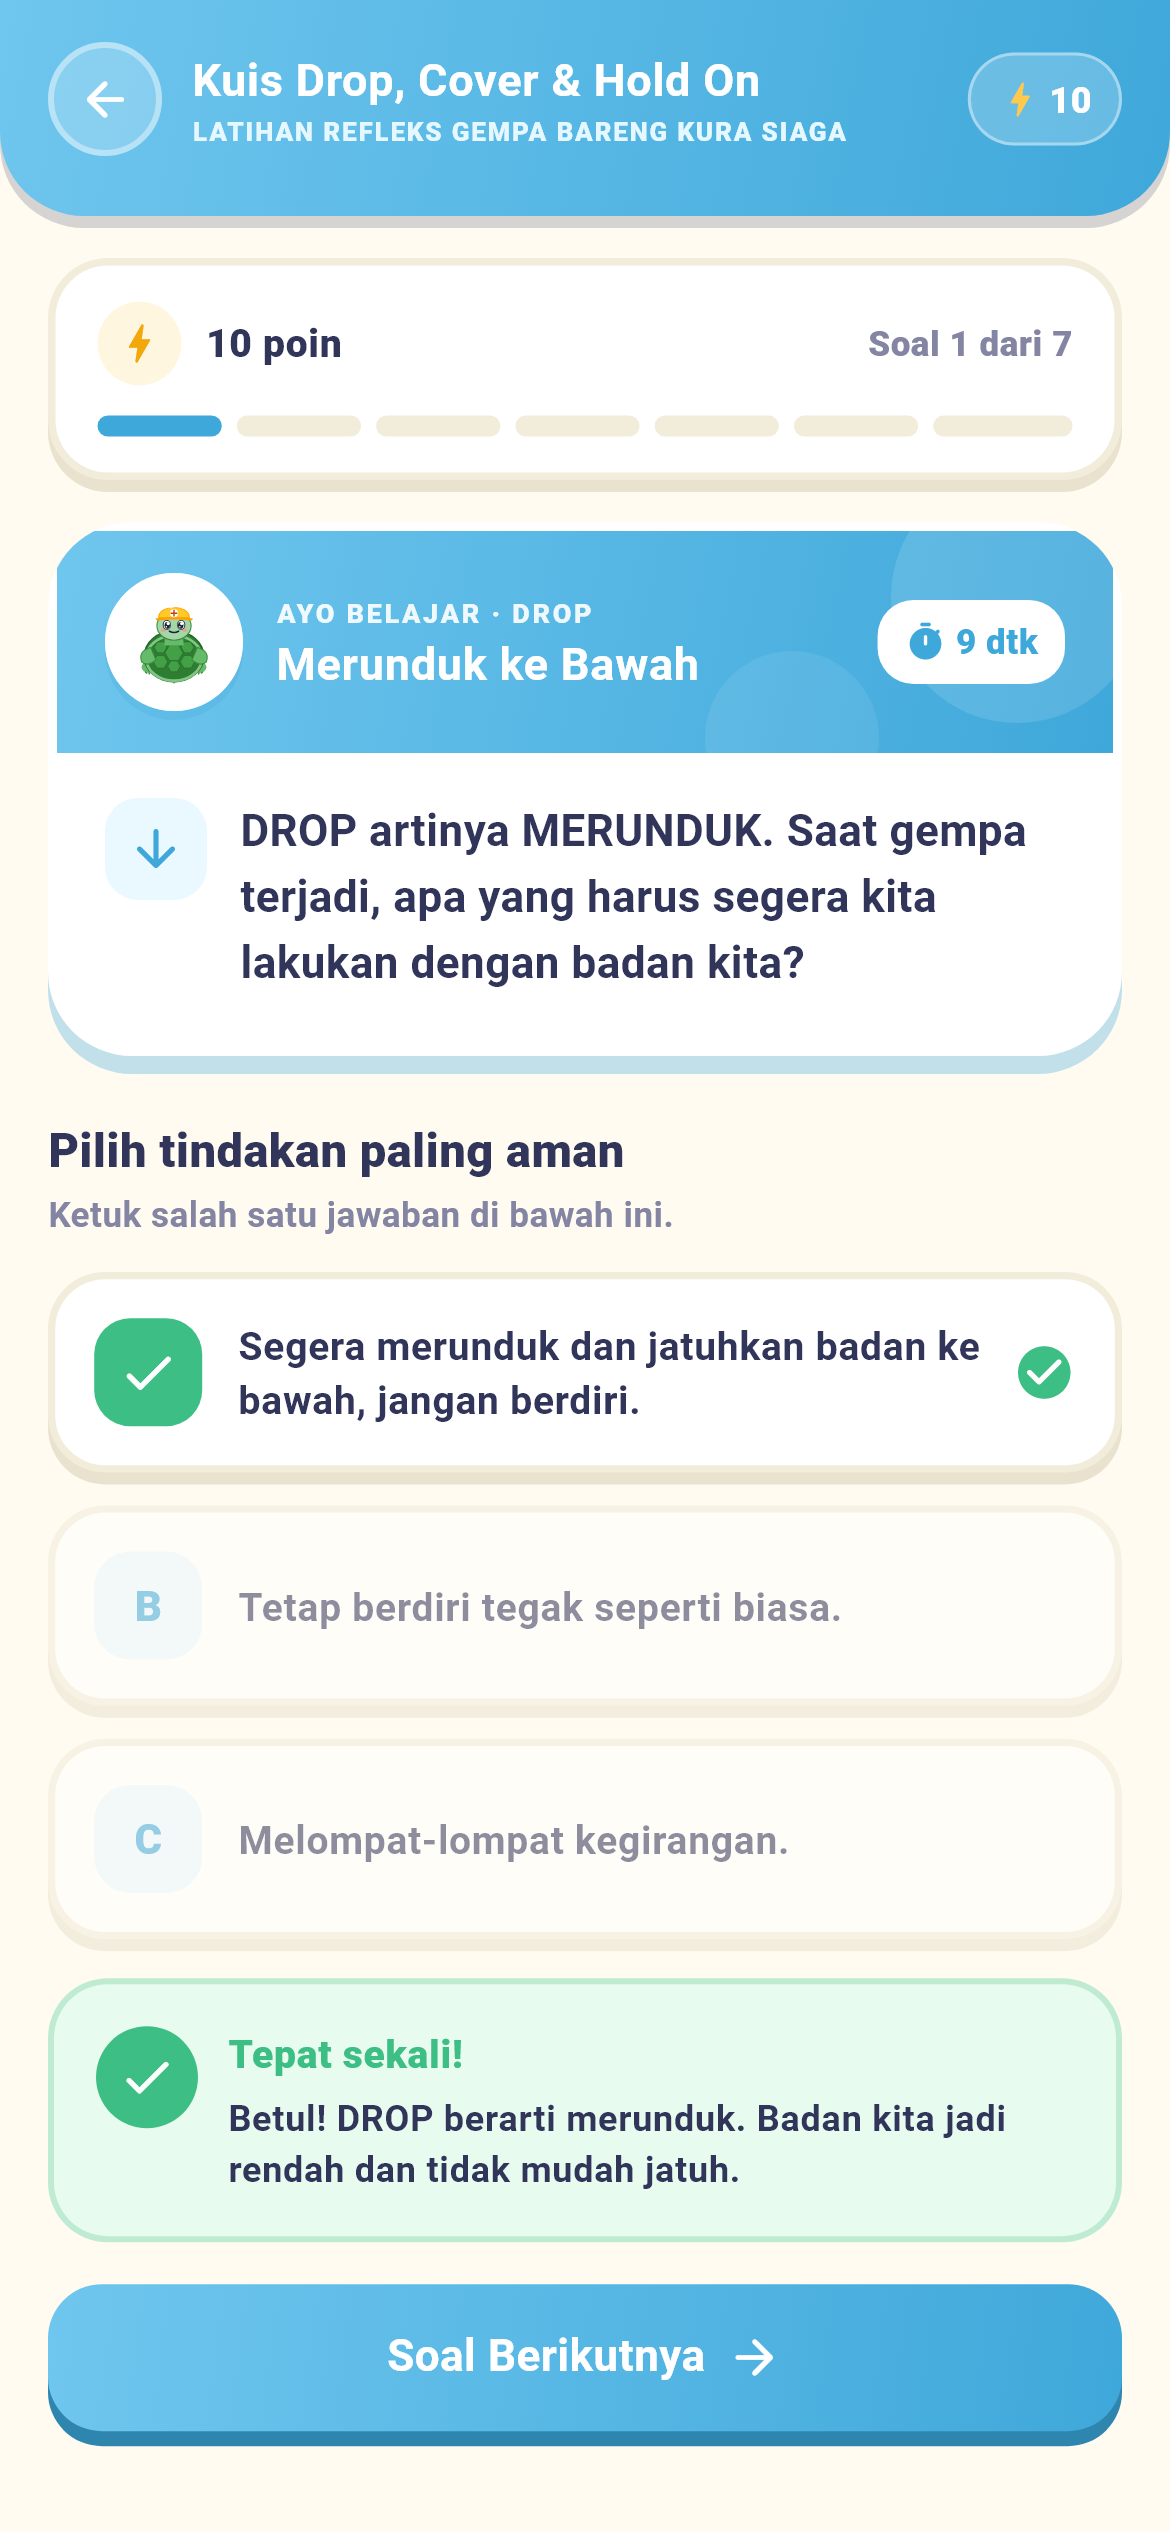 Kuis Drop, Cover & Hold On
LATIHAN REFLEKS GEMPA BARENG KURA SIAGA
10
10 poin
Soal 1 dari 7
AYO BELAJAR · DROP
Merunduk ke Bawah
9 dtk
DROP artinya MERUNDUK. Saat gempa
terjadi, apa yang harus segera kita
lakukan dengan badan kita?
Pilih tindakan paling aman
Ketuk salah satu jawaban di bawah ini.
Segera merunduk dan jatuhkan badan ke
bawah, jangan berdiri.
B
Tetap berdiri tegak seperti biasa.
C
Melompat-lompat kegirangan.
Tepat sekali!
Betul! DROP berarti merunduk. Badan kita jadi
rendah dan tidak mudah jatuh.
Soal Berikutnya